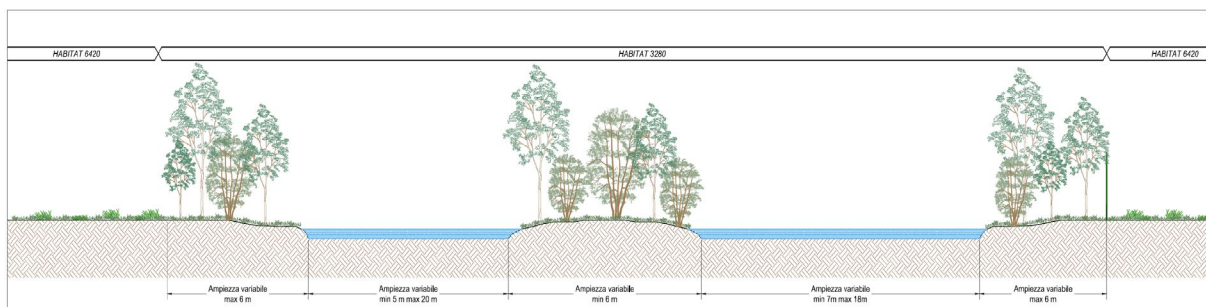 HABITAT 6420
HABITAT 3280
HABITAT 6420
Ampiezza variabile
max 6 m
Ampiezza variabile
min 5 m max 20 m
Ampiezza variabile
min 6 m
Ampiezza variabile
min 7m max 18m
Ampiezza variabile
max 6 m